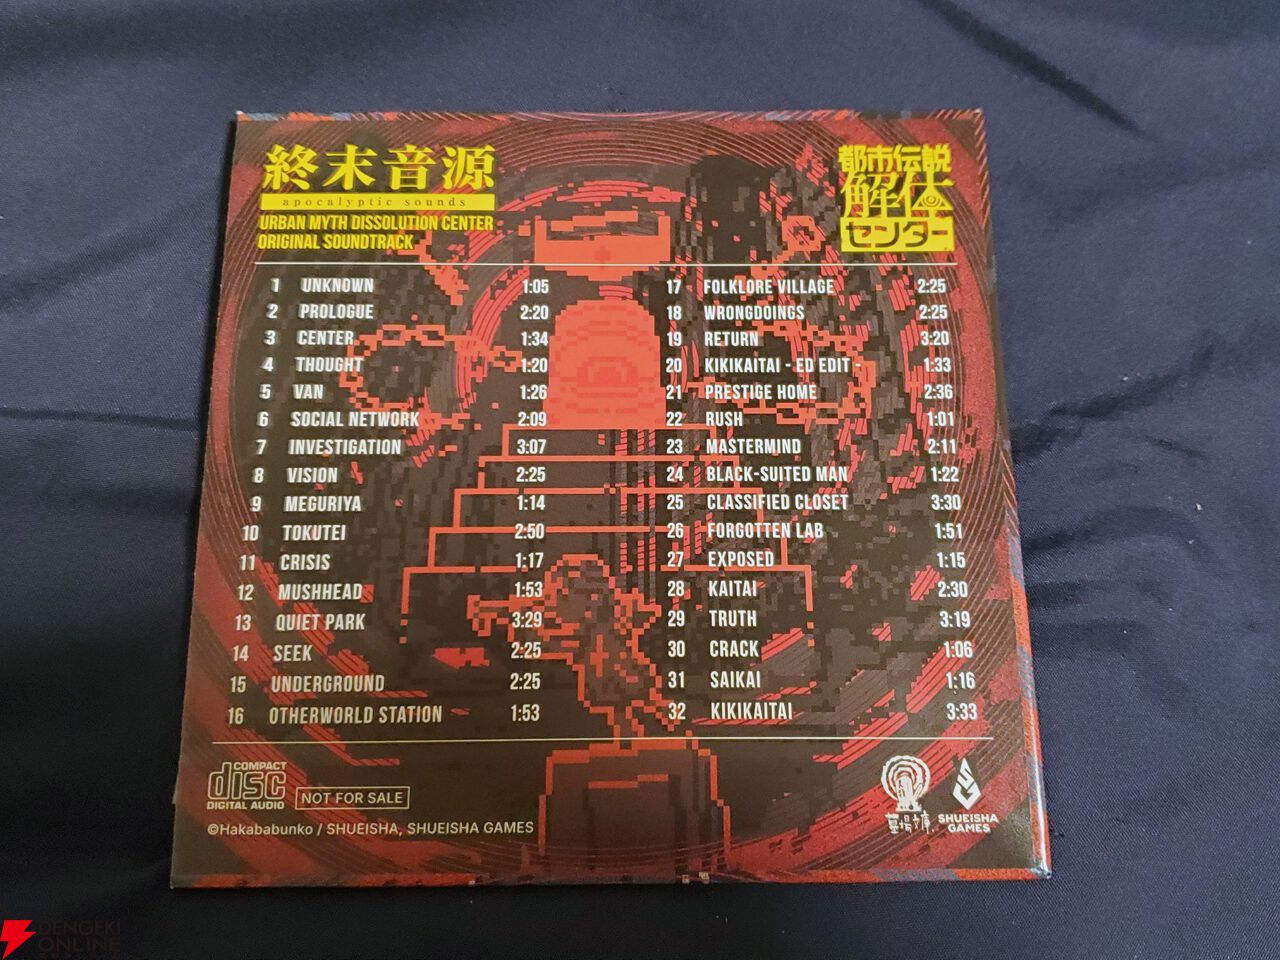 終末音源
apocalyptic sounds
URBAN MYTH DISSOLUTION CENTER
ORIGINAL SOUNDTRACK
都市伝説
解体
センター
1 UNKNOWN 1:05
2 PROLOGUE 2:20
3 CENTER 1:34
4 THOUGHT 1:20
5 VAN 1:26
6 SOCIAL NETWORK 2:09
7 INVESTIGATION 3:07
8 VISION 2:25
9 MEGURIYA 1:14
10 TOKUTEI 2:50
11 CRISIS 1:17
12 MUSHHEAD 1:53
13 QUIET PARK 3:29
14 SEEK 2:25
15 UNDERGROUND 2:25
16 OTHERWORLD STATION 1:53
17 FOLKLORE VILLAGE 2:25
18 WRONGDOINGS 2:25
19 RETURN 3:20
20 KIKIKAITAI - ED EDIT - 1:33
21 PRESTIGE HOME 2:36
22 RUSH 1:01
23 MASTERMIND 2:11
24 BLACK-SUITED MAN 1:22
25 CLASSIFIED CLOSET 3:30
26 FORGOTTEN LAB 1:51
27 EXPOSED 1:15
28 KAITAI 2:30
29 TRUTH 3:19
30 CRACK 1:06
31 SAIKAI 1:16
32 KIKIKAITAI 3:33
COMPACT
disc
DIGITAL AUDIO
NOT FOR SALE
©Hakababunko / SHUEISHA, SHUEISHA GAMES
墓場文庫
SHUEISHA
GAMES
DENGEKI
ONLINE